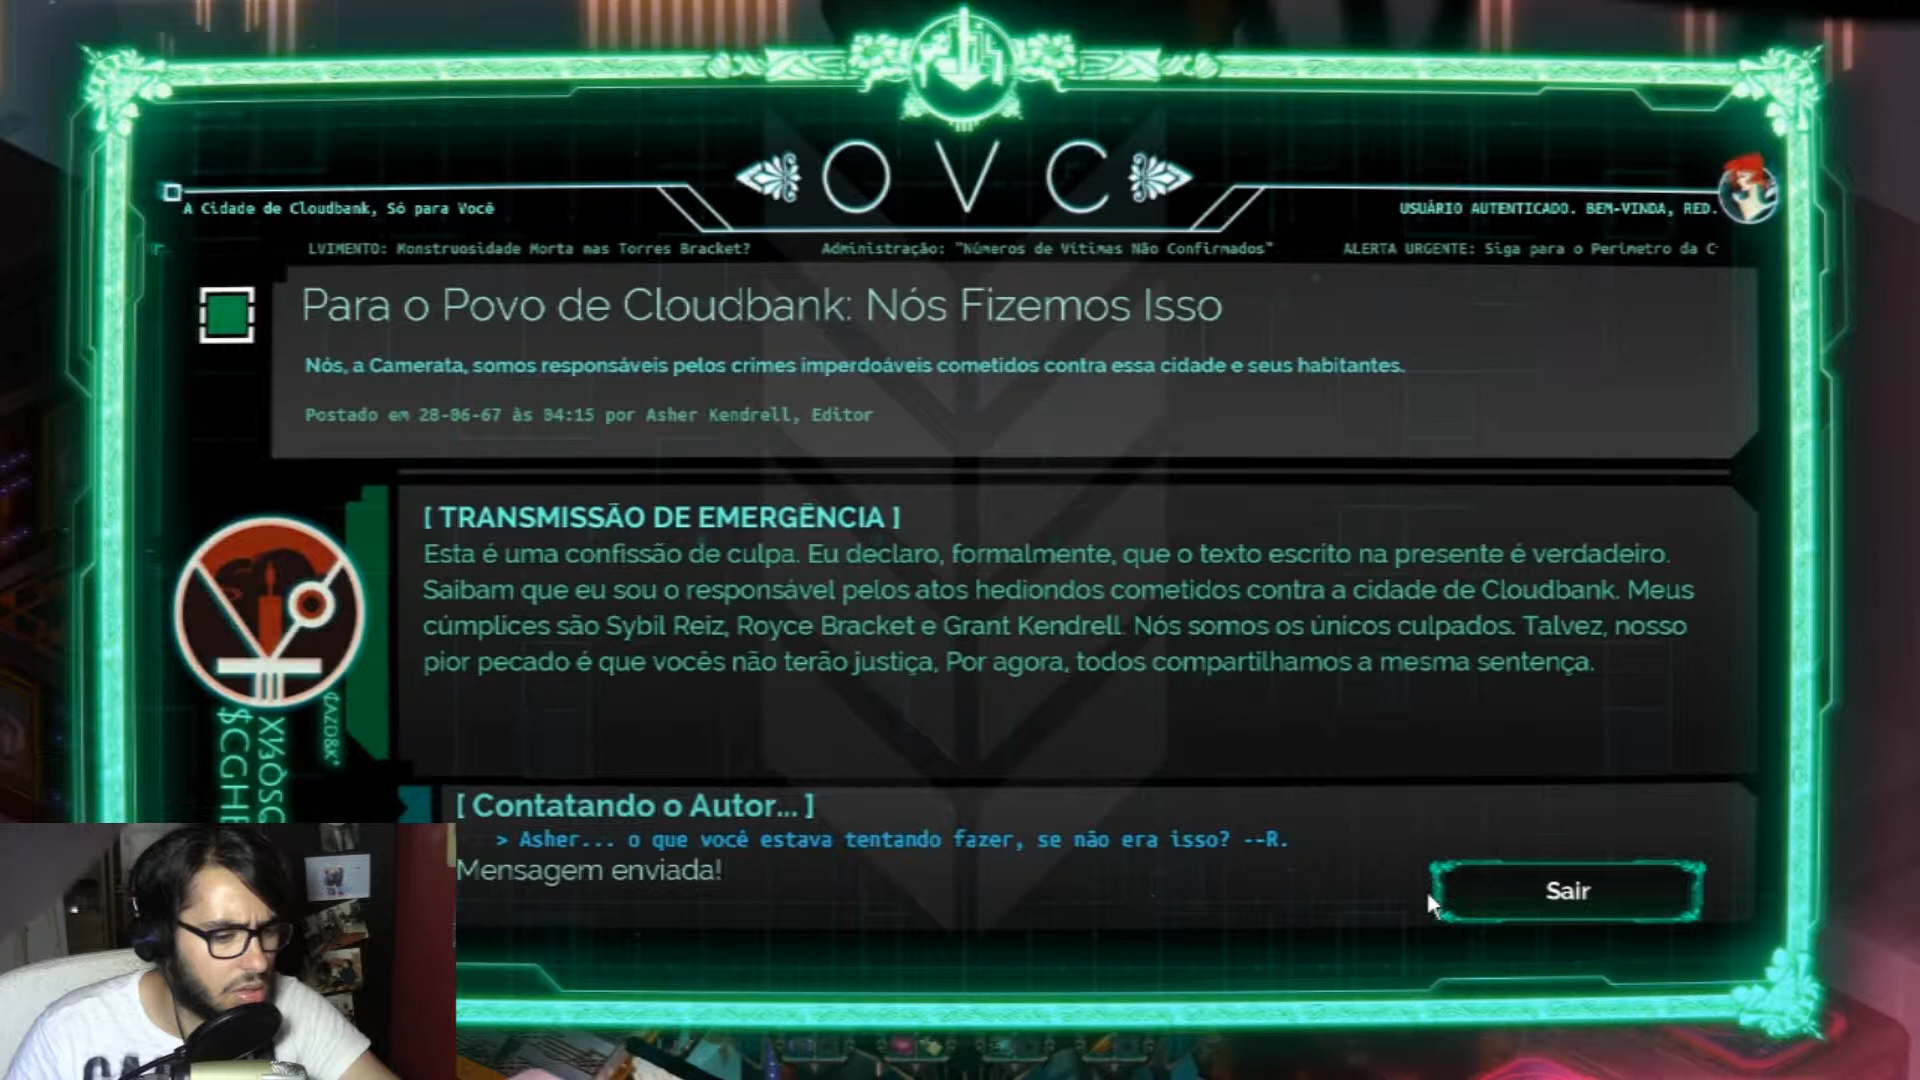 OVC
A Cidade de Cloudbank, Só para Você
USUÁRIO AUTENTICADO. BEM-VINDA, RED.
LVIMENTO: Monstruosidade Morta nas Torres Bracket? Administração: "Números de Vítimas Não Confirmados" ALERTA URGENTE: Siga para o Perímetro da C
Para o Povo de Cloudbank: Nós Fizemos Isso
Nós, a Camerata, somos responsáveis pelos crimes imperdoáveis cometidos contra essa cidade e seus habitantes.
Postado em 28-06-67 às 04:15 por Asher Kendrell, Editor
[ TRANSMISSÃO DE EMERGÊNCIA ]
Esta é uma confissão de culpa. Eu declaro, formalmente, que o texto escrito na presente é verdadeiro.
Saibam que eu sou o responsável pelos atos hediondos cometidos contra a cidade de Cloudbank. Meus
cúmplices são Sybil Reiz, Royce Bracket e Grant Kendrell. Nós somos os únicos culpados. Talvez, nosso
pior pecado é que vocês não terão justiça, Por agora, todos compartilhamos a mesma sentença.
[ Contatando o Autor... ]
> Asher... o que você estava tentando fazer, se não era isso? --R.
Mensagem enviada!
Sair